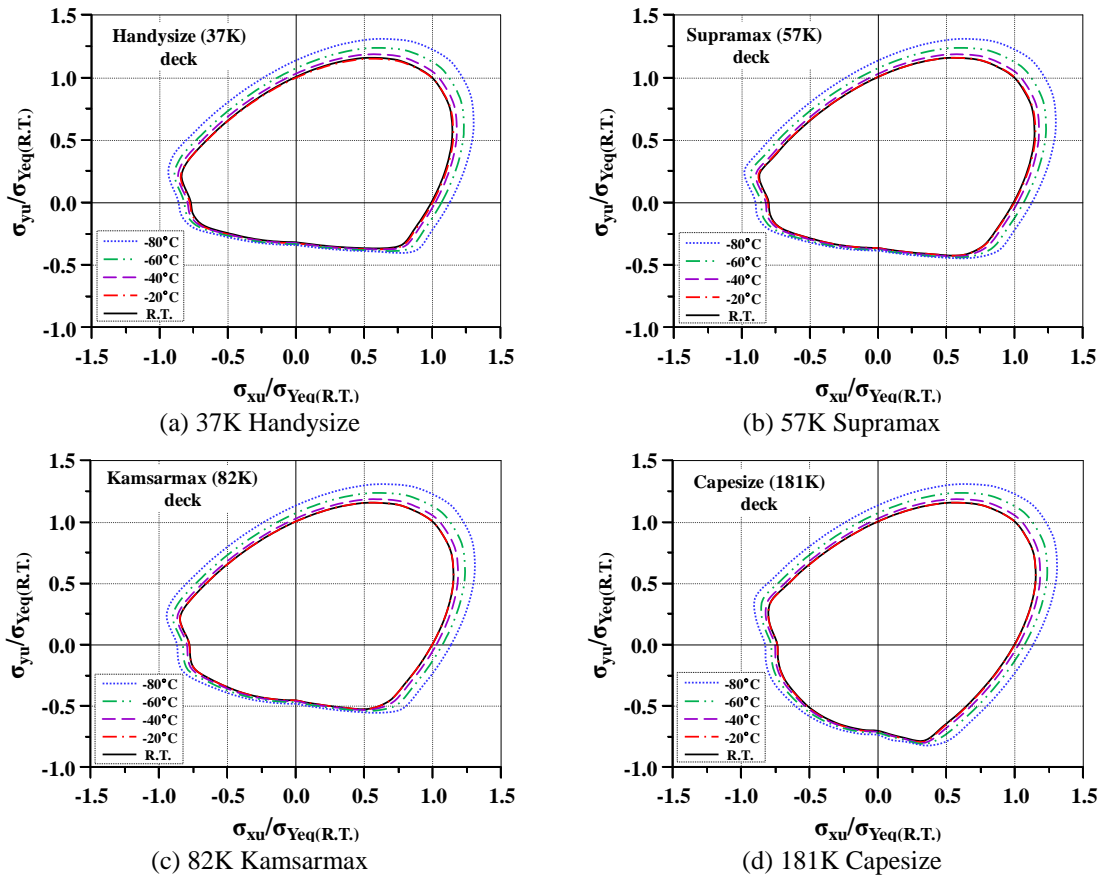 1.5
1.0
0.5
0.0
-0.5
-1.0
σyu/σYeq(R.T.)
Handysize (37K)
deck
-80°C
-60°C
-40°C
-20°C
R.T.
-1.5 -1.0 -0.5 0.0 0.5 1.0 1.5
σxu/σYeq(R.T.)
(a) 37K Handysize
1.5
1.0
0.5
0.0
-0.5
-1.0
σyu/σYeq(R.T.)
Supramax (57K)
deck
-80°C
-60°C
-40°C
-20°C
R.T.
-1.5 -1.0 -0.5 0.0 0.5 1.0 1.5
σxu/σYeq(R.T.)
(b) 57K Supramax
1.5
1.0
0.5
0.0
-0.5
-1.0
σyu/σYeq(R.T.)
Kamsarmax (82K)
deck
-80°C
-60°C
-40°C
-20°C
R.T.
-1.5 -1.0 -0.5 0.0 0.5 1.0 1.5
σxu/σYeq(R.T.)
(c) 82K Kamsarmax
1.5
1.0
0.5
0.0
-0.5
-1.0
σyu/σYeq(R.T.)
Capesize (181K)
deck
-80°C
-60°C
-40°C
-20°C
R.T.
-1.5 -1.0 -0.5 0.0 0.5 1.0 1.5
σxu/σYeq(R.T.)
(d) 181K Capesize